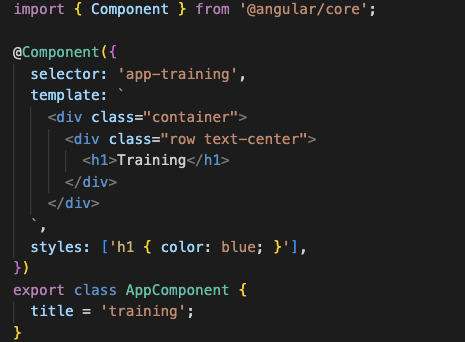 import { Component } from '@angular/core';
@Component({
selector: 'app-training',
template: `
<div class="container">
<div class="row text-center">
<h1>Training</h1>
</div>
</div>
`,
styles: ['h1 { color: blue; }'],
})
export class AppComponent {
title = 'training';
}